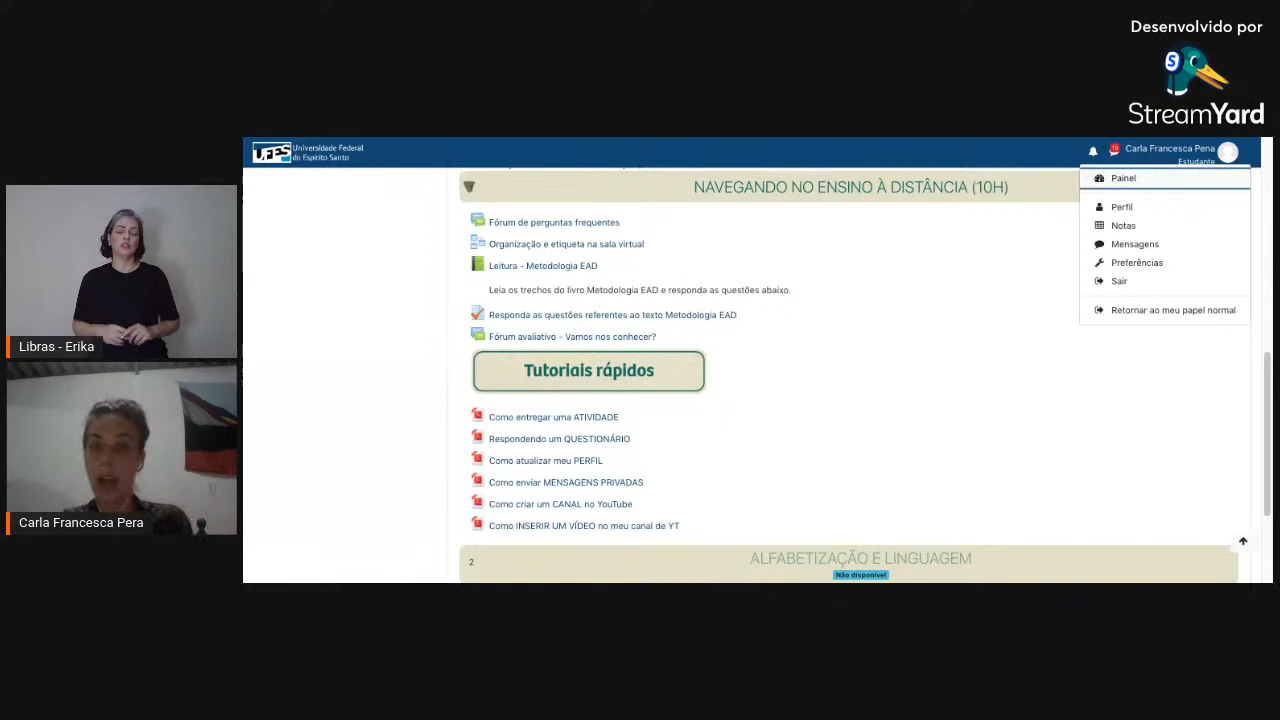 Desenvolvido por
StreamYard
UFES
Universidade Federal
do Espírito Santo
Carla Francesca Pena
Estudante
NAVEGANDO NO ENSINO À DISTÂNCIA (10H)
Painel
Perfil
Notas
Mensagens
Preferências
Sair
Retornar ao meu papel normal
Fórum de perguntas frequentes
Organização e etiqueta na sala virtual
Leitura - Metodologia EAD
Leia os trechos do livro Metodologia EAD e responda as questões abaixo.
Responda as questões referentes ao texto Metodologia EAD
Fórum avaliativo - Vamos nos conhecer?
Tutoriais rápidos
Como entregar uma ATIVIDADE
Respondendo um QUESTIONÁRIO
Como atualizar meu PERFIL
Como enviar MENSAGENS PRIVADAS
Como criar um CANAL no YouTube
Como INSERIR UM VÍDEO no meu canal de YT
2
ALFABETIZAÇÃO E LINGUAGEM
Não disponível
Libras - Erika
Carla Francesca Pera